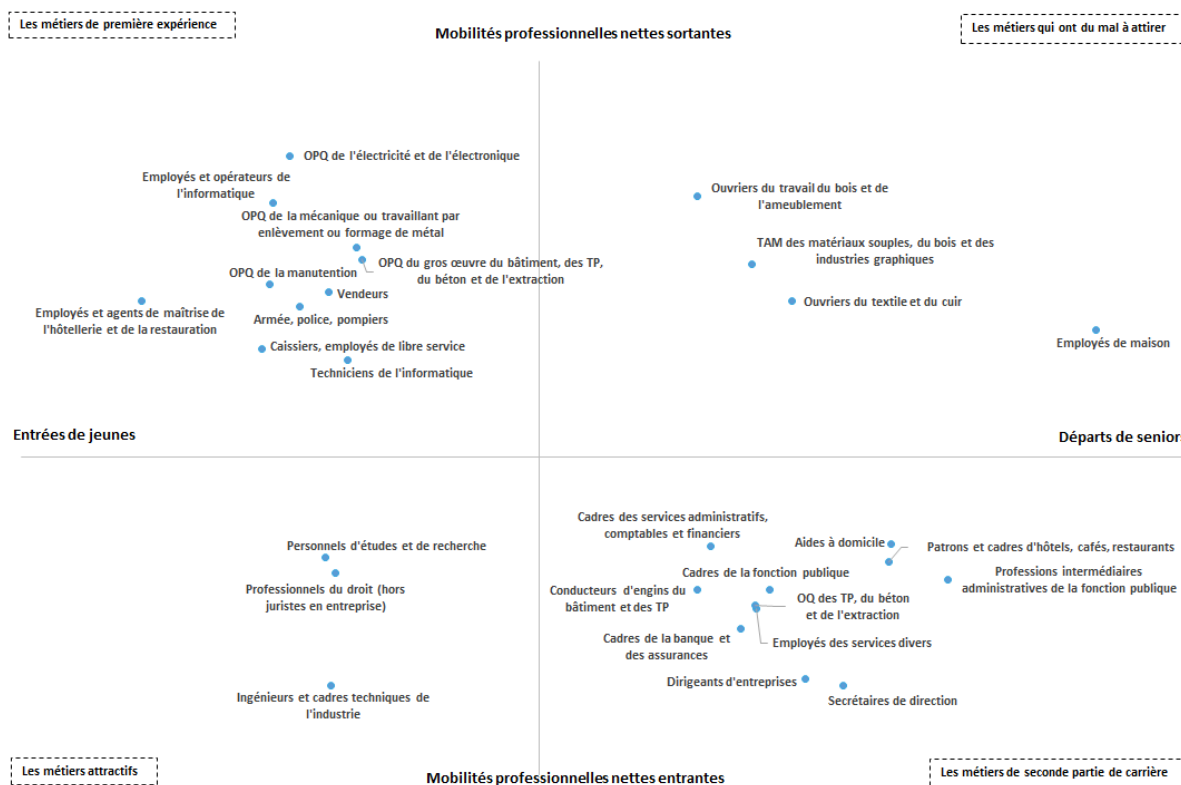 Les métiers de première expérience
Mobilités professionnelles nettes sortantes
Les métiers qui ont du mal à attirer
OPQ de l'électricité et de l'électronique
Employés et opérateurs de
l'informatique
OPQ de la mécanique ou travaillant par
enlèvement ou formage de métal
OPQ de la manutention
OPQ du gros œuvre du bâtiment, des TP,
du béton et de l'extraction
Vendeurs
Employés et agents de maîtrise de
l'hôtellerie et de la restauration
Armée, police, pompiers
Caissiers, employés de libre service
Techniciens de l'informatique
Ouvriers du travail du bois et de
l'ameublement
TAM des matériaux souples, du bois et des
industries graphiques
Ouvriers du textile et du cuir
Employés de maison
Entrées de jeunes
Départs de seniors
Personnels d'études et de recherche
Professionnels du droit (hors
juristes en entreprise)
Ingénieurs et cadres techniques de
l'industrie
Cadres des services administratifs,
comptables et financiers
Aides à domicile
Patrons et cadres d'hôtels, cafés, restaurants
Cadres de la fonction publique
Professions intermédiaires
administratives de la fonction publique
Conducteurs d'engins du
bâtiment et des TP
OQ des TP, du béton
et de l'extraction
Cadres de la banque et
des assurances
Employés des services divers
Dirigeants d'entreprises
Secrétaires de direction
Les métiers attractifs
Mobilités professionnelles nettes entrantes
Les métiers de seconde partie de carrière